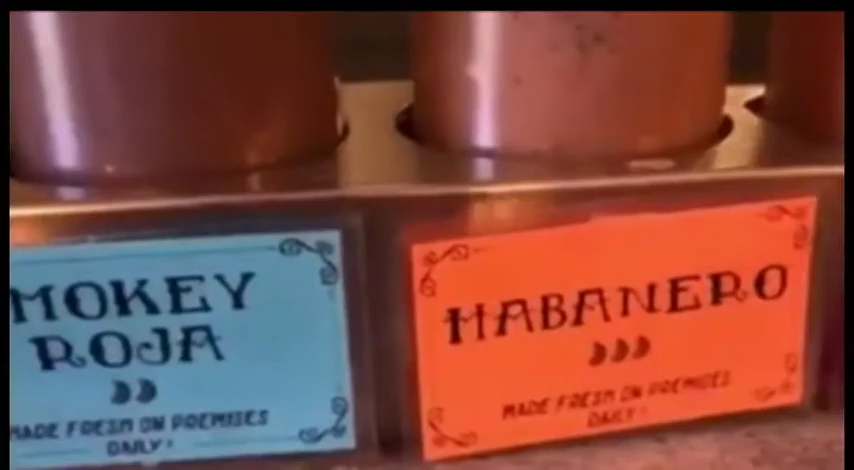 MOKEY
ROJA
MADE FRESH ON PREMISES
DAILY!
HABANERO
MADE FRESH ON PREMISES
DAILY!